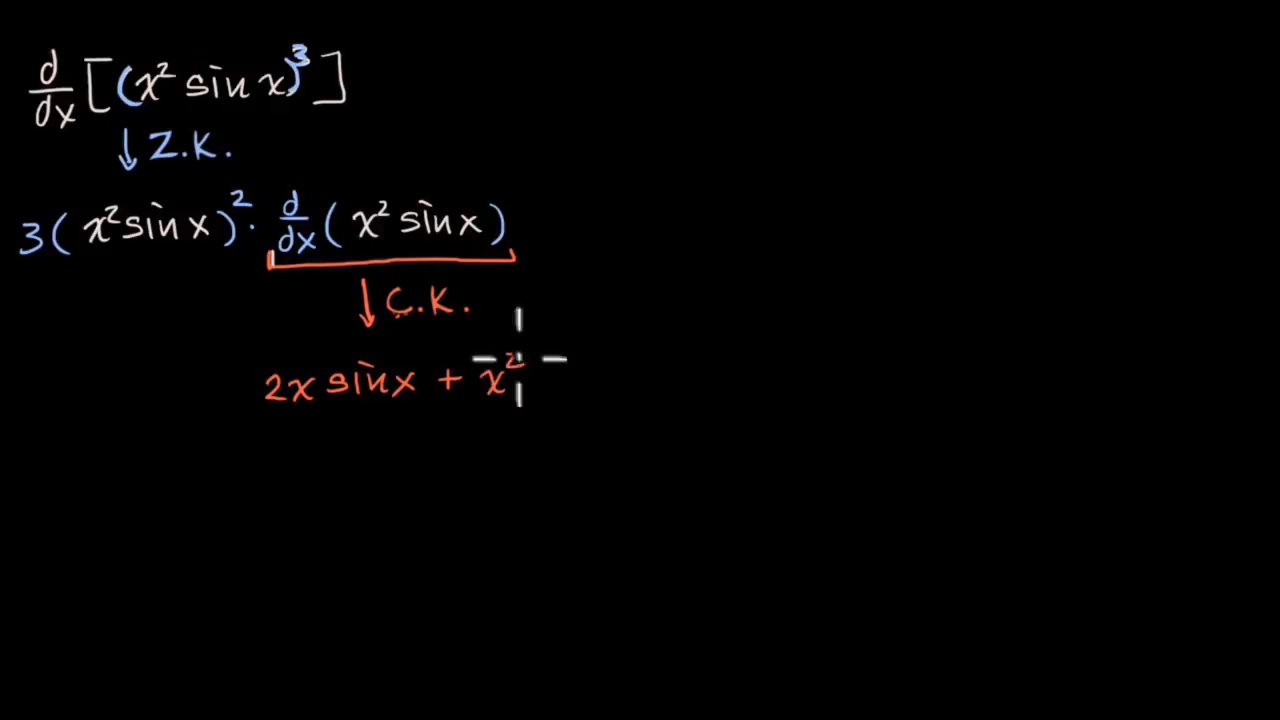 d/dx [(x² sin x)³]
↓ Z.K.
3(x² sin x)² · d/dx (x² sin x)
↓ Ç.K.
2x sin x + x²